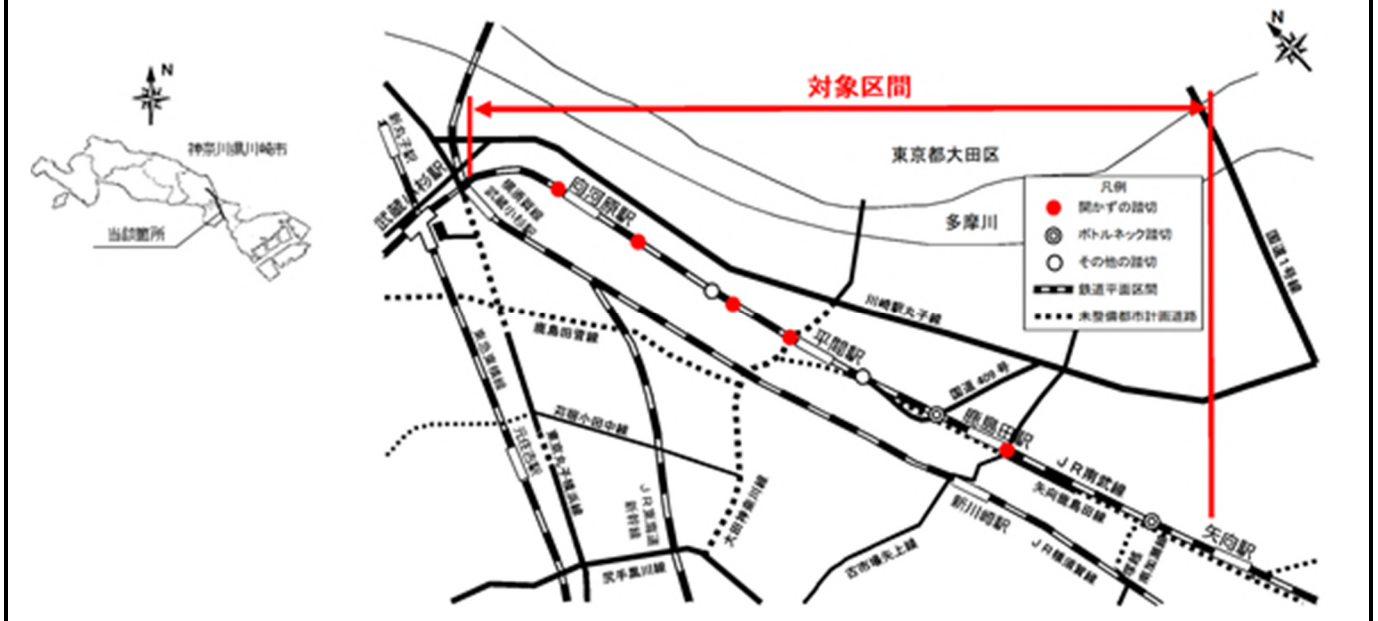 N
神奈川県川崎市
当該箇所
N
対象区間
東京都大田区
多摩川
凡例
開かずの踏切
ボトルネック踏切
その他の踏切
鉄道平面区間
未整備都市計画道路
国道1号線
新丸子駅
武蔵小杉駅
横須賀線
武蔵小杉駅
向河原駅
平間駅
川崎駅丸子線
国道409号
鹿島田駅
JR南武線
矢向鹿島田線
矢向駅
鹿島田菅線
東急東横線
元住吉駅
東京丸子横浜線
苅宿小田中線
JR東海道
新幹線
大田神奈川線
尻手黒川線
古市場矢上線
新川崎駅
JR横須賀線